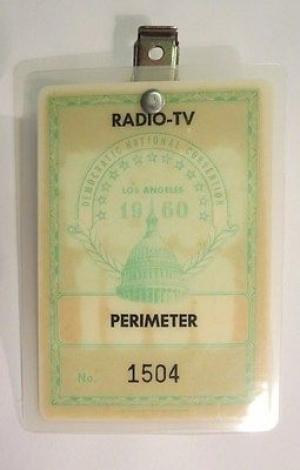 RADIO-TV
DEMOCRATIC NATIONAL CONVENTION
LOS ANGELES
1960
PERIMETER
No. 1504